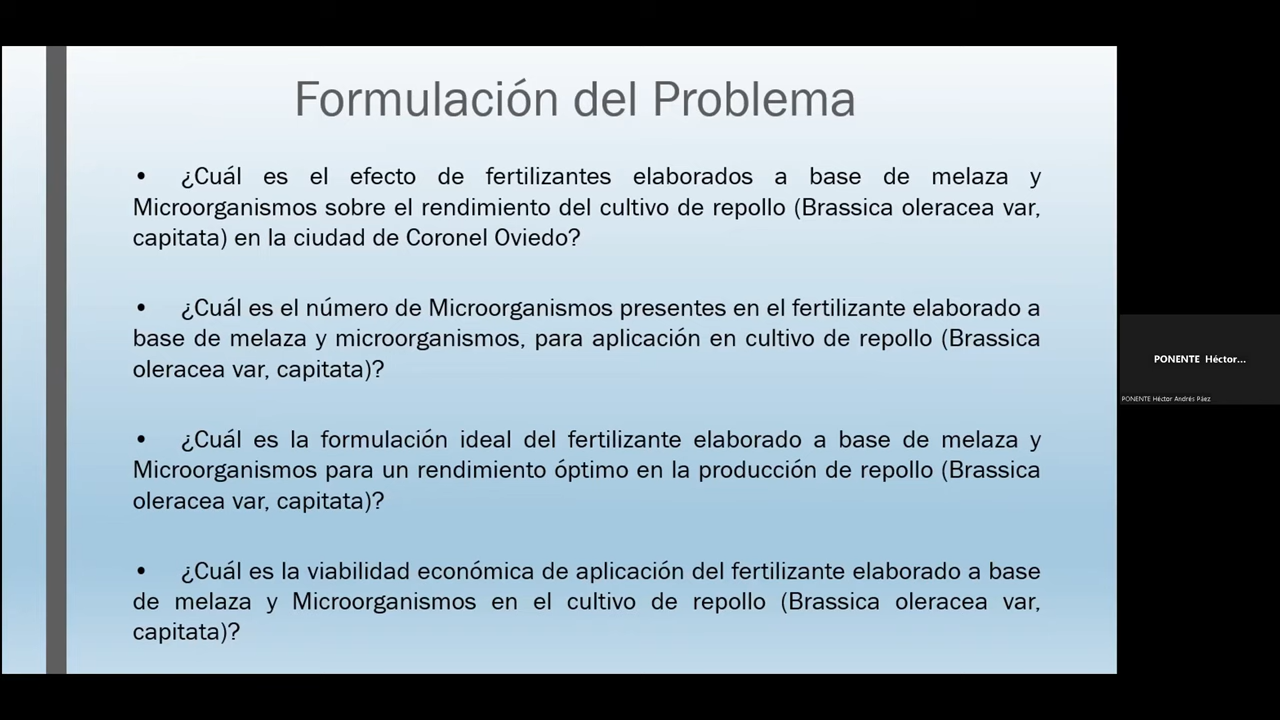 Formulación del Problema
• ¿Cuál es el efecto de fertilizantes elaborados a base de melaza y
Microorganismos sobre el rendimiento del cultivo de repollo (Brassica oleracea var,
capitata) en la ciudad de Coronel Oviedo?
• ¿Cuál es el número de Microorganismos presentes en el fertilizante elaborado a
base de melaza y microorganismos, para aplicación en cultivo de repollo (Brassica
oleracea var, capitata)?
• ¿Cuál es la formulación ideal del fertilizante elaborado a base de melaza y
Microorganismos para un rendimiento óptimo en la producción de repollo (Brassica
oleracea var, capitata)?
• ¿Cuál es la viabilidad económica de aplicación del fertilizante elaborado a base
de melaza y Microorganismos en el cultivo de repollo (Brassica oleracea var,
capitata)?
PONENTE Héctor...
PONENTE Héctor Andrés Páez